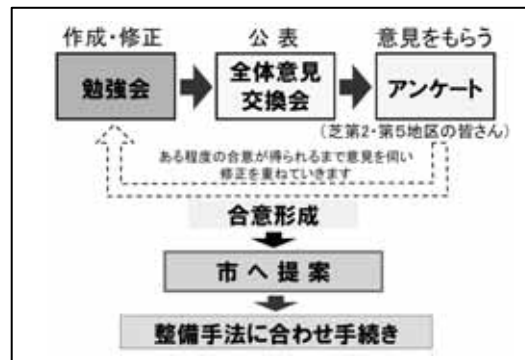 作成・修正
公表
意見をもらう
勉強会
全体意見
交換会
アンケート
(芝第2・第5地区の皆さん)
ある程度の合意が得られるまで意見を伺い
修正を重ねていきます
合意形成
市へ提案
整備手法に合わせ手続き